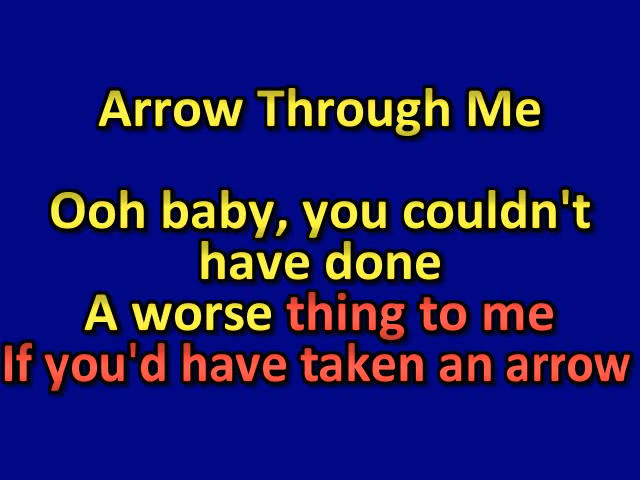 Arrow Through Me
Ooh baby, you couldn't
have done
A worse thing to me
If you'd have taken an arrow